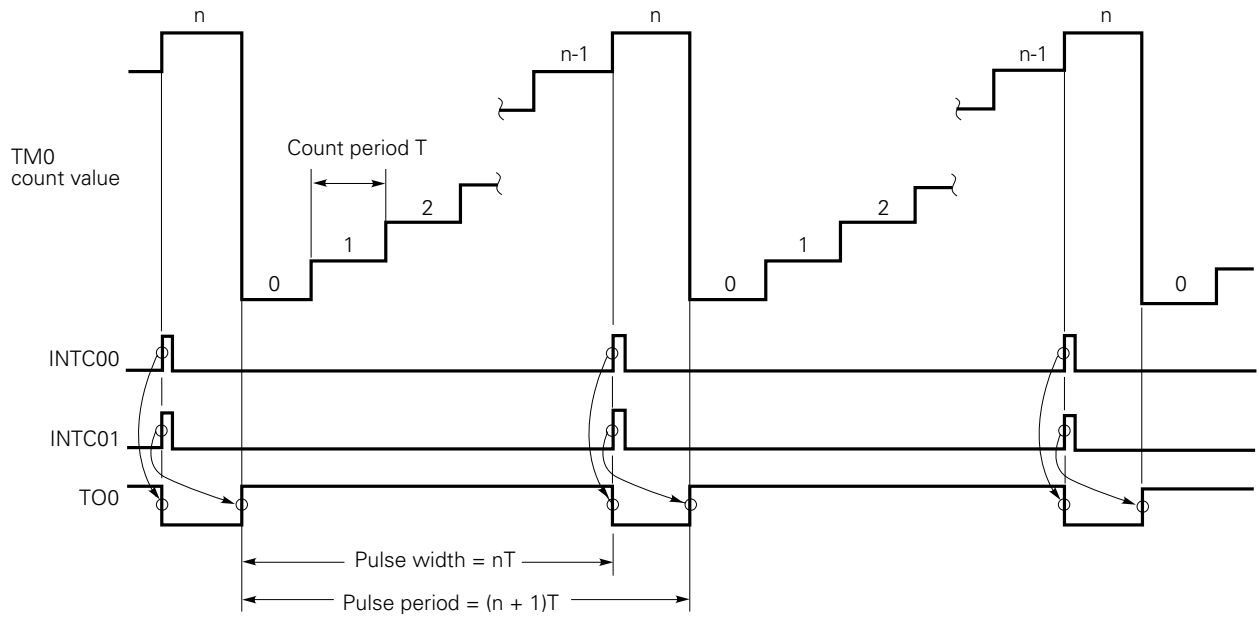 n
n
n
n-1
n-1
Count period T
TM0
count value
2
2
1
1
0
0
0
INTC00
INTC01
TO0
Pulse width = nT
Pulse period = (n + 1)T